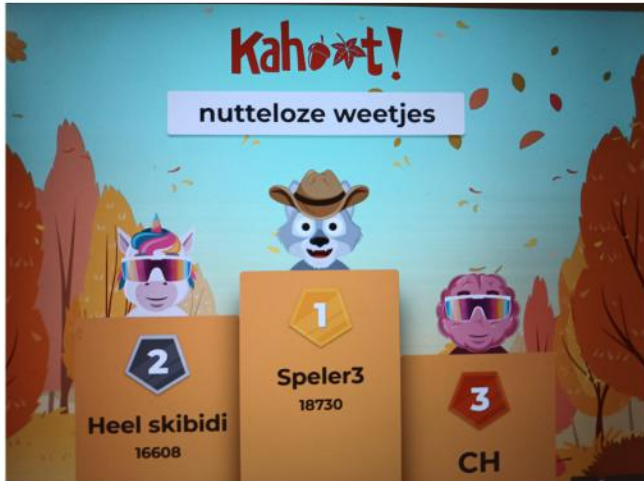 Kahoot!
nutteloze weetjes
1
Speler3
18730
2
Heel skibidi
16608
3
CH